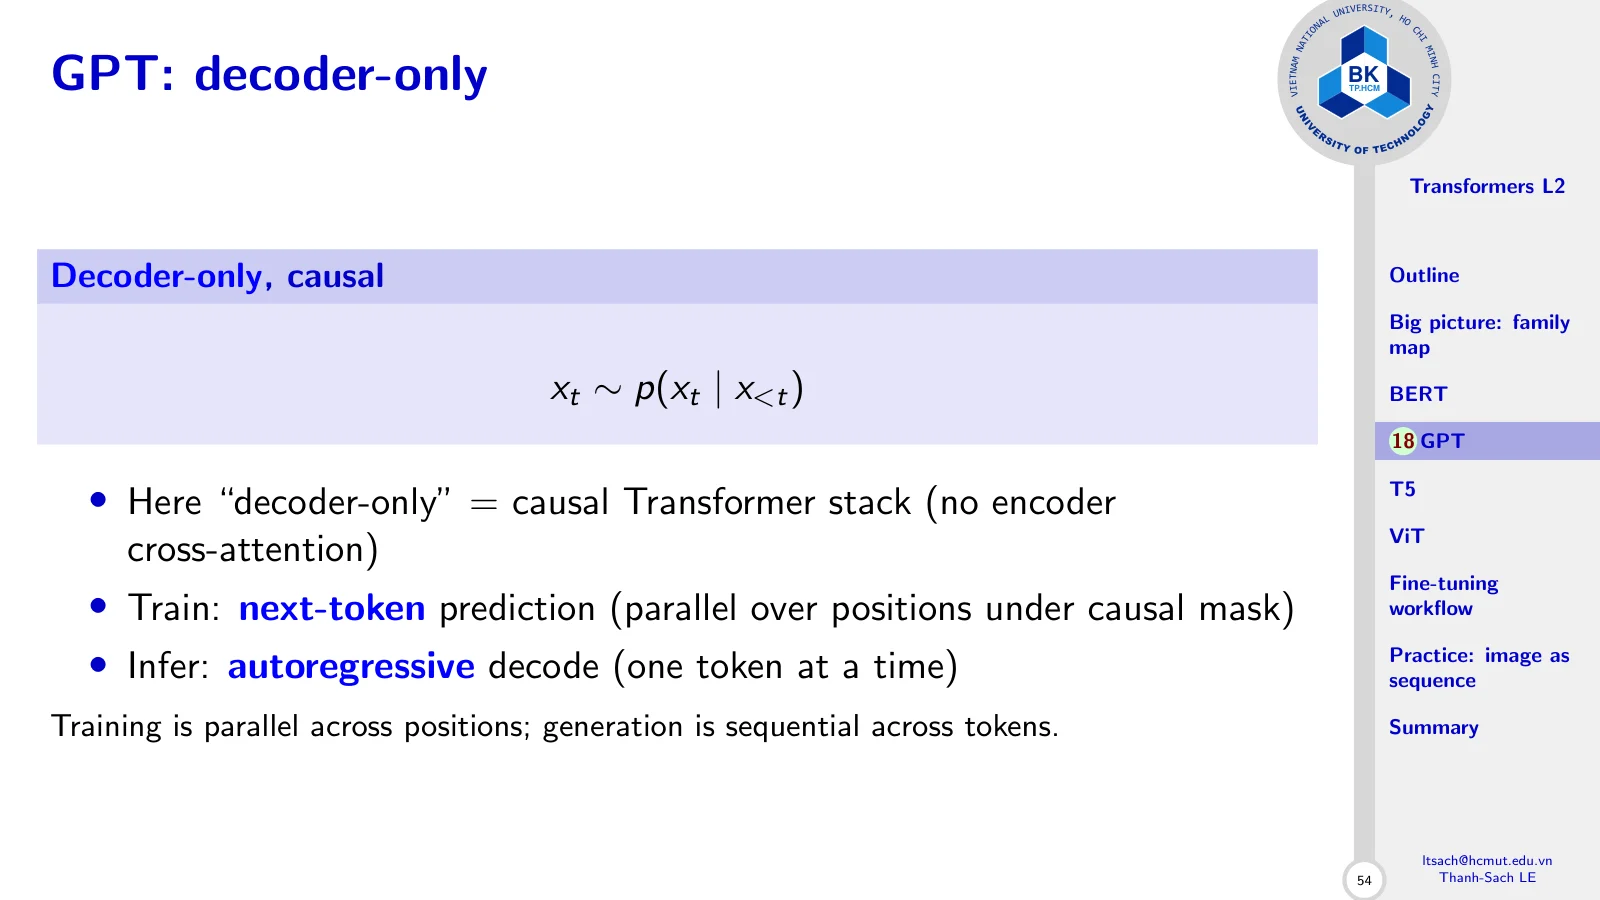 GPT: decoder-only
Decoder-only, causal
x_t ∼ p(x_t | x_{<t})
• Here “decoder-only” = causal Transformer stack (no encoder
cross-attention)
• Train: next-token prediction (parallel over positions under causal mask)
• Infer: autoregressive decode (one token at a time)
Training is parallel across positions; generation is sequential across tokens.
VIETNAM NATIONAL UNIVERSITY, HO CHI MINH CITY
BK
TP.HCM
UNIVERSITY OF TECHNOLOGY
Transformers L2
Outline
Big picture: family
map
BERT
18 GPT
T5
ViT
Fine-tuning
workflow
Practice: image as
sequence
Summary
ltsach@hcmut.edu.vn
Thanh-Sach LE
54